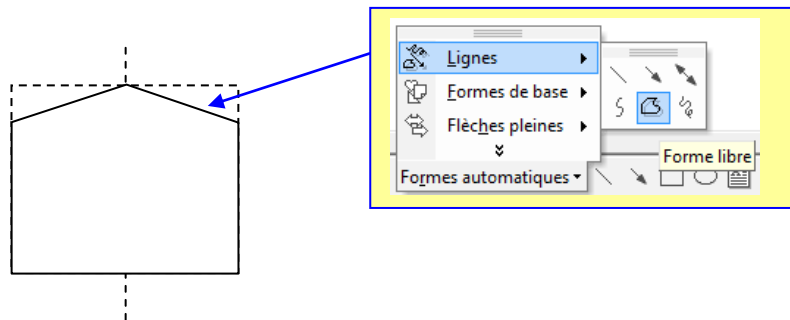 Lignes
Formes de base
Flèches pleines
Forme libre
Formes automatiques